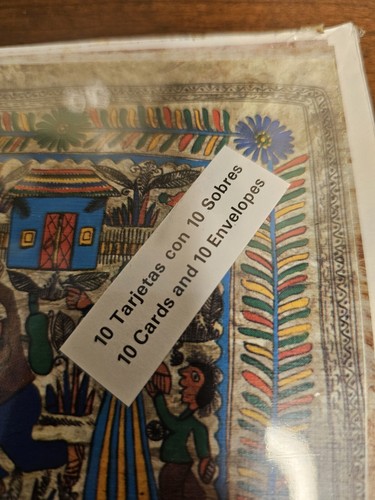 10 Tarjetas con 10 Sobres
10 Cards and 10 Envelopes